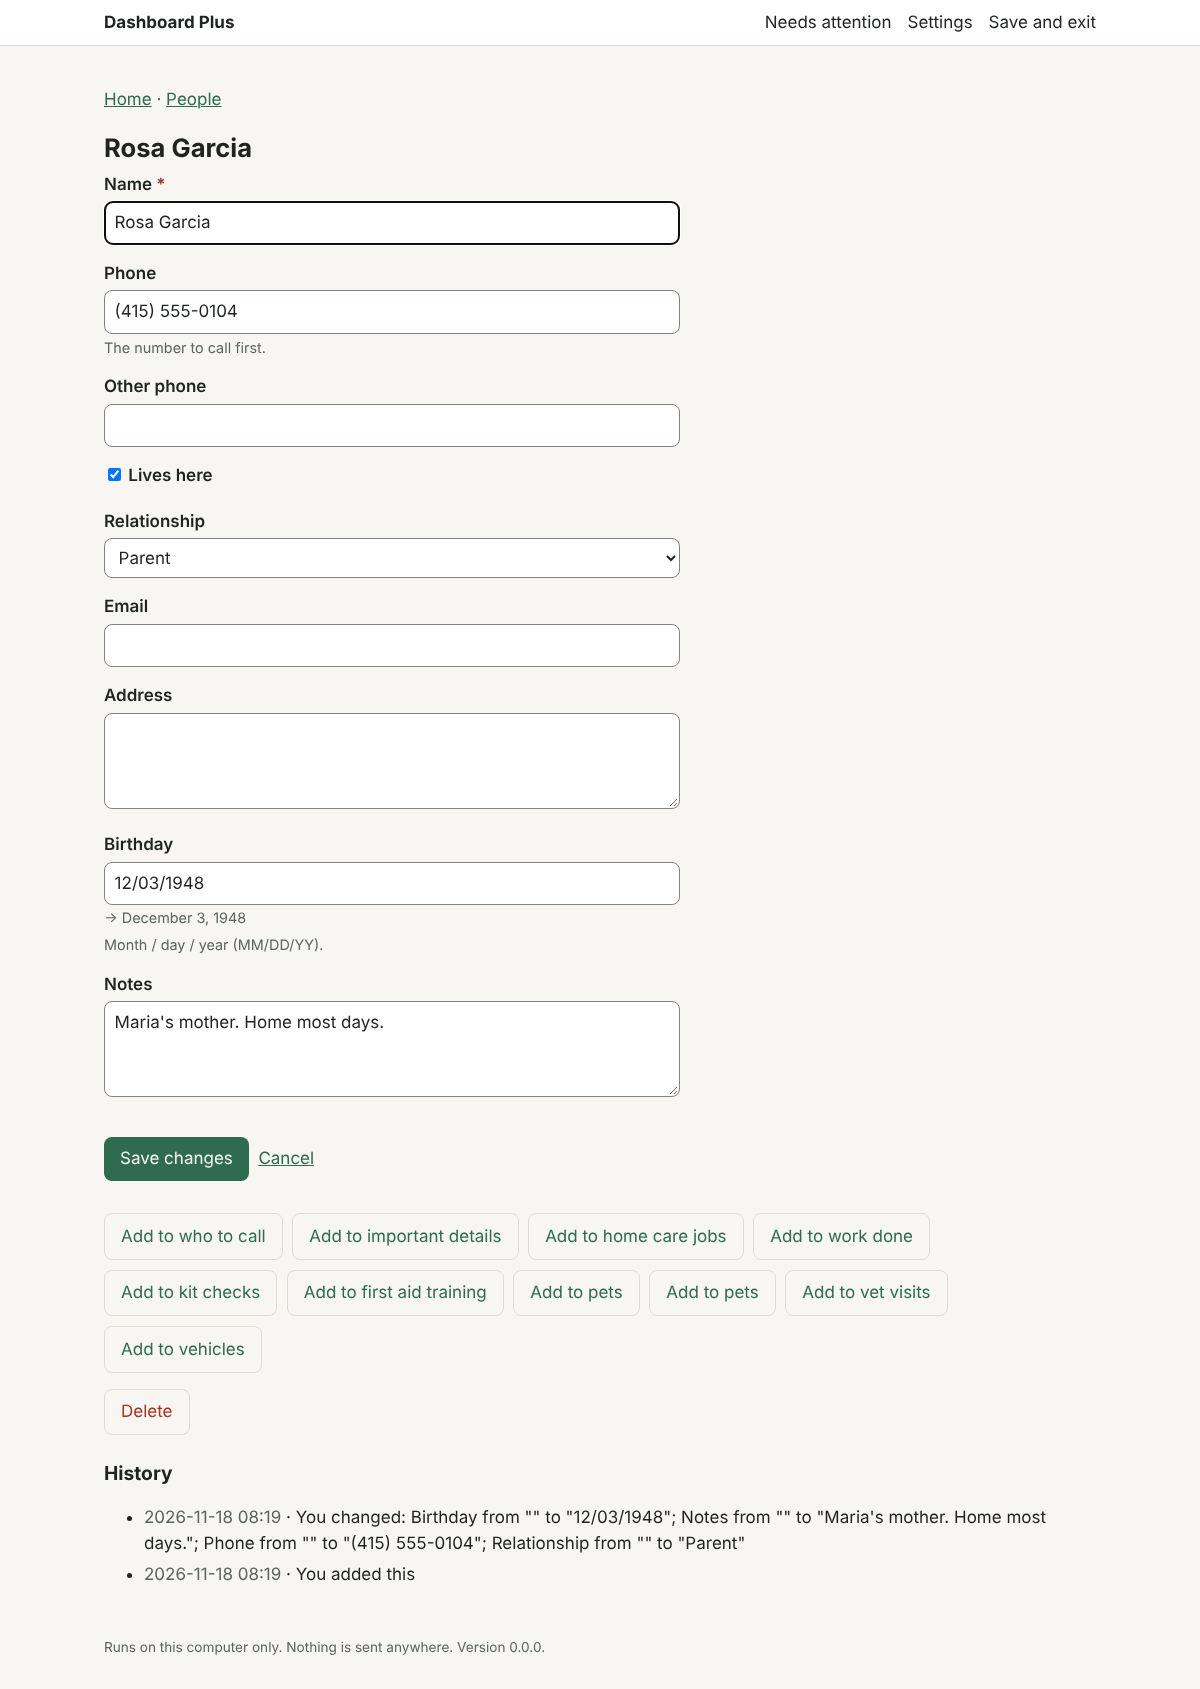 Dashboard Plus
Needs attention Settings Save and exit
Home · People
Rosa Garcia
Name *
Rosa Garcia
Phone
(415) 555-0104
The number to call first.
Other phone
Lives here
Relationship
Parent
Email
Address
Birthday
12/03/1948
→ December 3, 1948
Month / day / year (MM/DD/YY).
Notes
Maria's mother. Home most days.
Save changes Cancel
Add to who to call Add to important details Add to home care jobs Add to work done
Add to kit checks Add to first aid training Add to pets Add to pets Add to vet visits
Add to vehicles
Delete
History
• 2026-11-18 08:19 · You changed: Birthday from "" to "12/03/1948"; Notes from "" to "Maria's mother. Home most
days."; Phone from "" to "(415) 555-0104"; Relationship from "" to "Parent"
• 2026-11-18 08:19 · You added this
Runs on this computer only. Nothing is sent anywhere. Version 0.0.0.